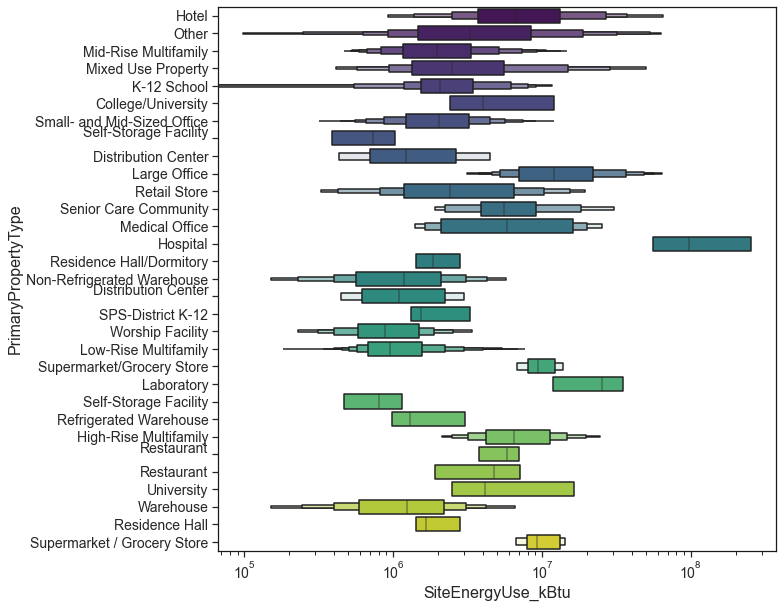 Hotel
Other
Mid-Rise Multifamily
Mixed Use Property
K-12 School
College/University
Small- and Mid-Sized Office
Self-Storage Facility
Distribution Center
Large Office
Retail Store
Senior Care Community
Medical Office
Hospital
Residence Hall/Dormitory
Non-Refrigerated Warehouse
Distribution Center
SPS-District K-12
Worship Facility
Low-Rise Multifamily
Supermarket/Grocery Store
Laboratory
Self-Storage Facility
Refrigerated Warehouse
High-Rise Multifamily
Restaurant
Restaurant
University
Warehouse
Residence Hall
Supermarket / Grocery Store
PrimaryPropertyType
10⁵ 10⁶ 10⁷ 10⁸
SiteEnergyUse_kBtu